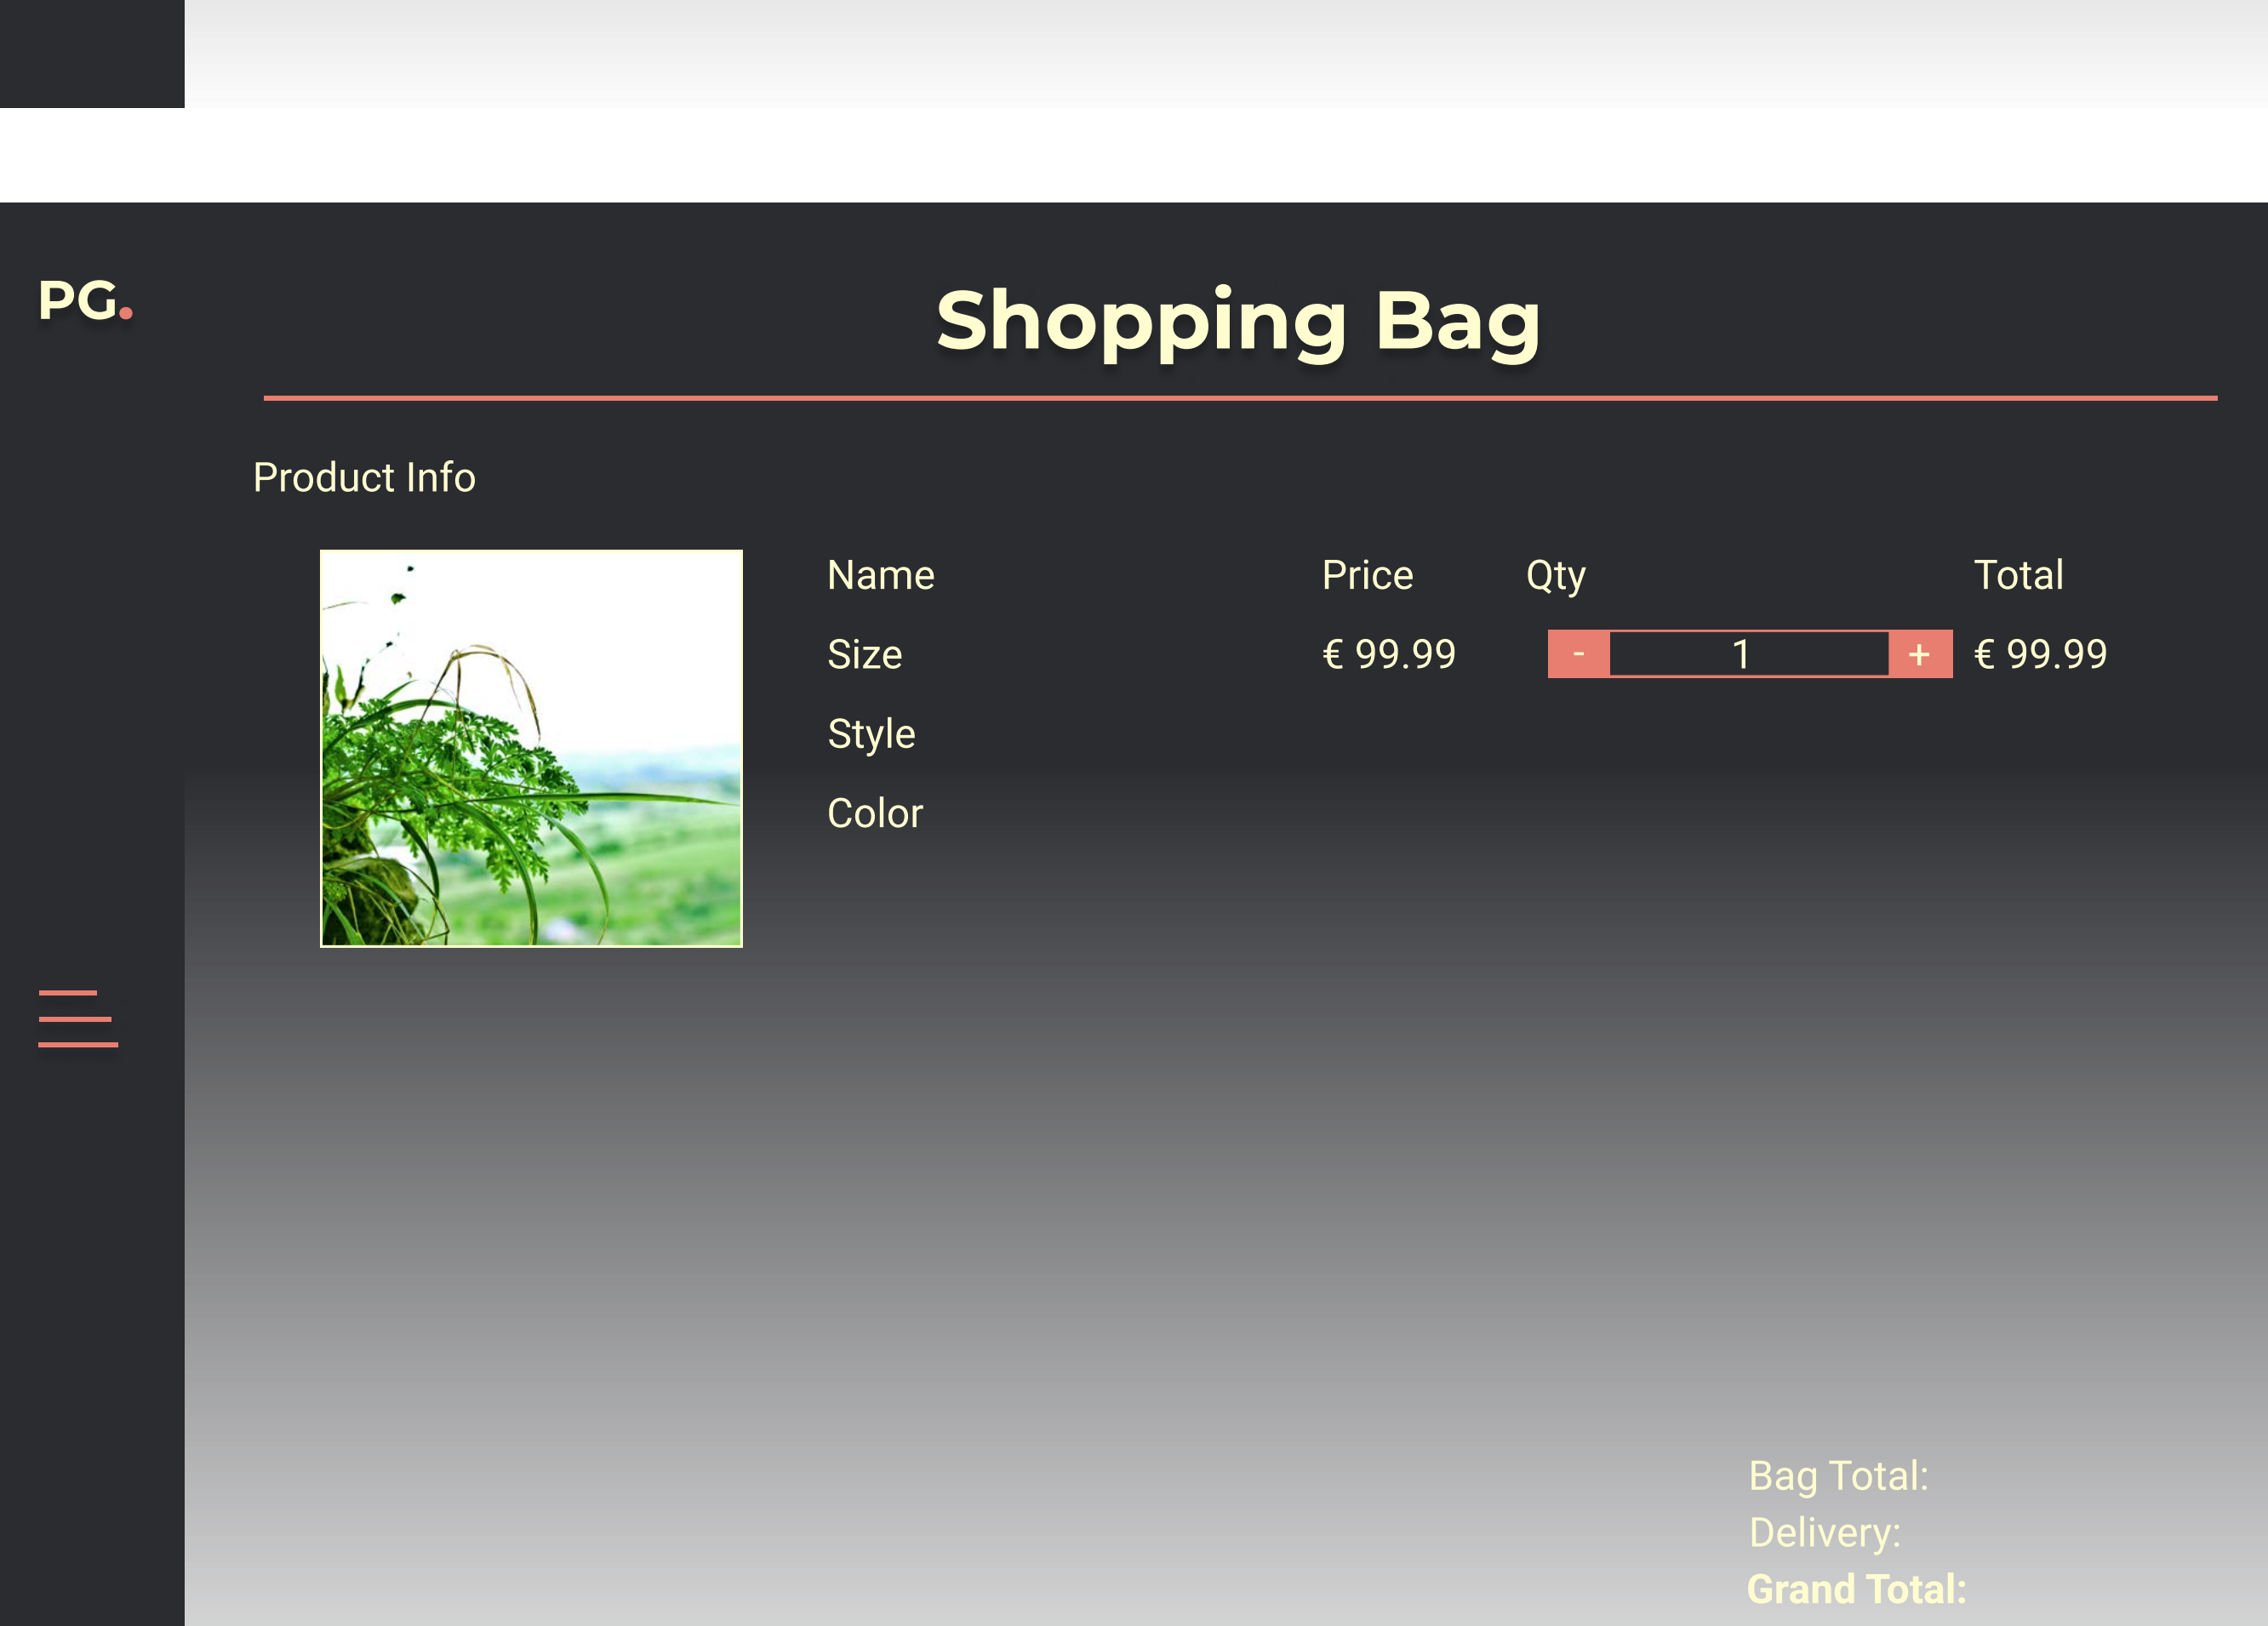 PG.
Shopping Bag
Product Info
Name Price Qty Total
Size € 99.99 - 1 + € 99.99
Style
Color
Bag Total:
Delivery:
Grand Total: